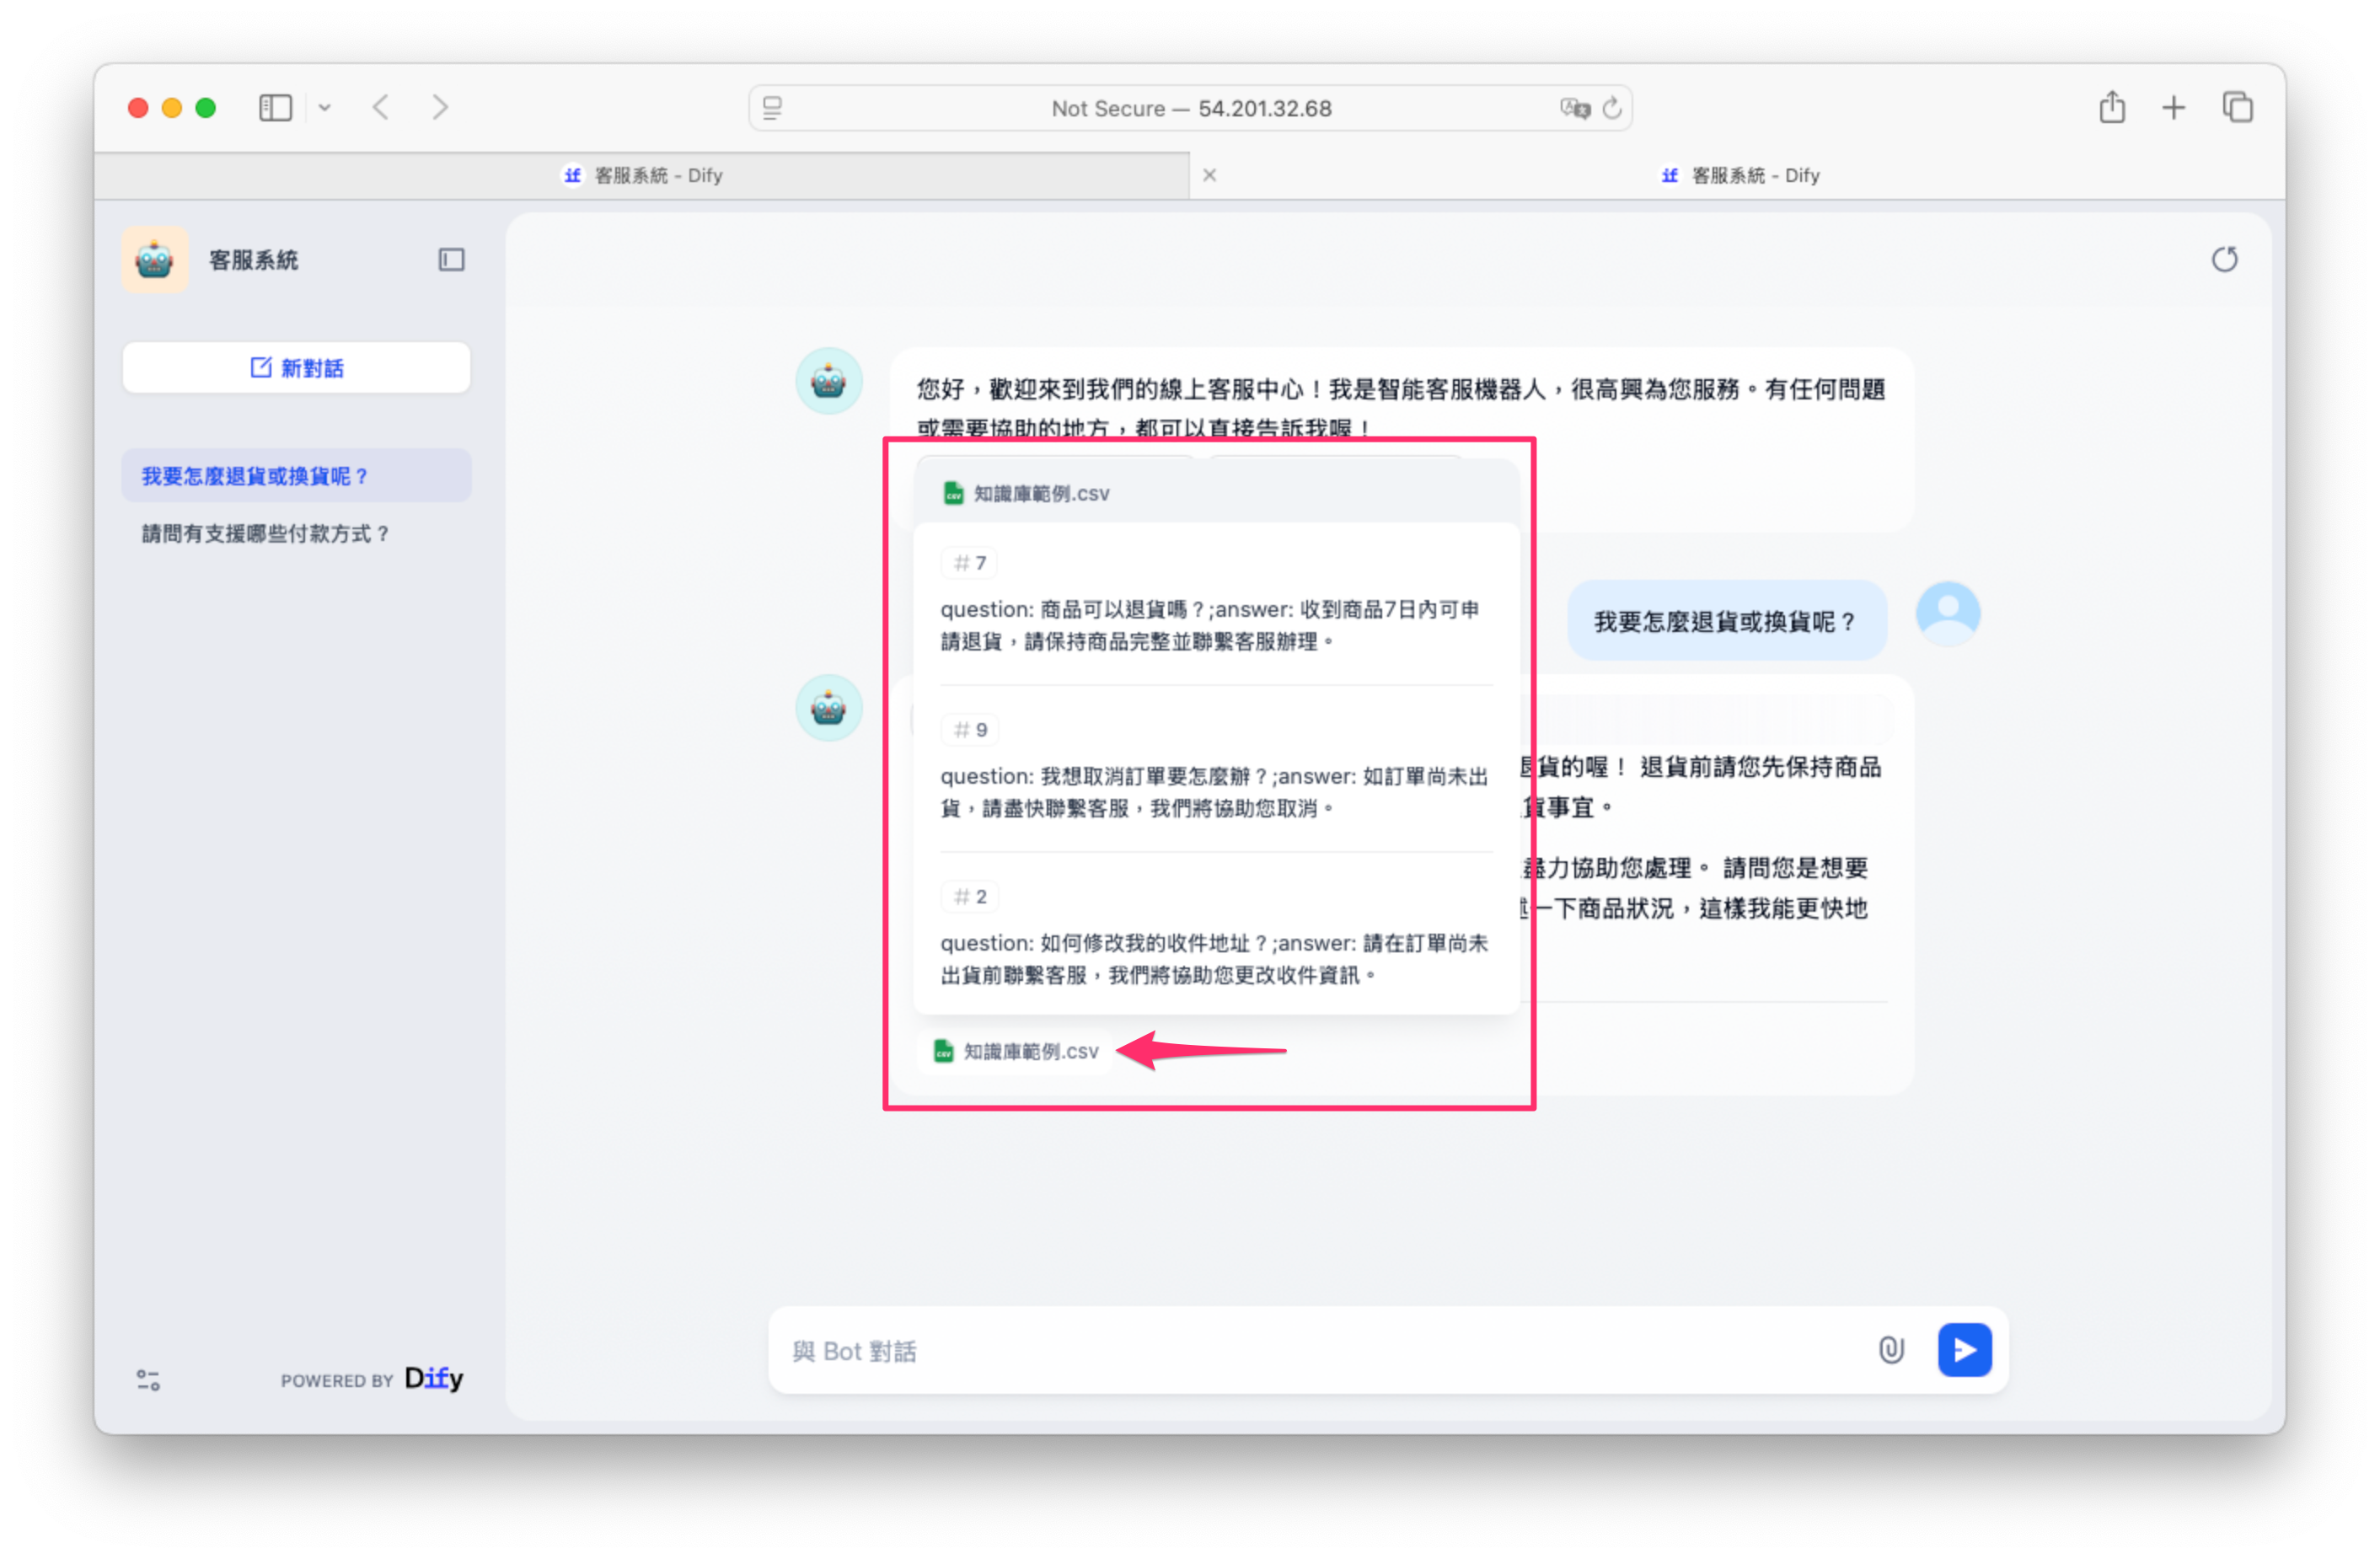 Not Secure — 54.201.32.68
客服系統 - Dify
客服系統 - Dify
客服系統
新對話
我要怎麼退貨或換貨呢？
請問有支援哪些付款方式？
POWERED BY Dify
您好，歡迎來到我們的線上客服中心！我是智能客服機器人，很高興為您服務。有任何問題
或需要協助的地方，都可以直接告訴我喔！
我要怎麼退貨或換貨呢？
知識庫範例.csv
# 7
question: 商品可以退貨嗎？;answer: 收到商品7日內可申
請退貨，請保持商品完整並聯繫客服辦理。
# 9
question: 我想取消訂單要怎麼辦？;answer: 如訂單尚未出
貨，請盡快聯繫客服，我們將協助您取消。
# 2
question: 如何修改我的收件地址？;answer: 請在訂單尚未
出貨前聯繫客服，我們將協助您更改收件資訊。
退貨的喔！ 退貨前請您先保持商品
貨事宜。
盡力協助您處理。 請問您是想要
一下商品狀況，這樣我能更快地
知識庫範例.csv
與 Bot 對話